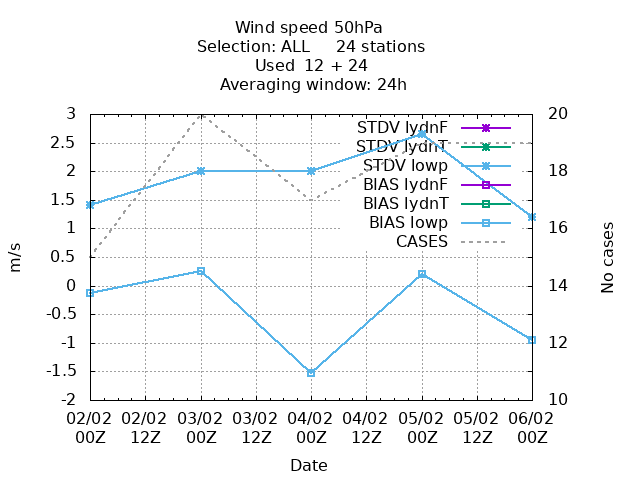 Wind speed 50hPa
Selection: ALL 24 stations
Used 12 + 24
Averaging window: 24h
3
2.5
2
1.5
1
0.5
0
-0.5
-1
-1.5
-2
m/s
20
18
16
14
12
10
No cases
STDV lydnF
STDV lydnT
STDV lowp
BIAS lydnF
BIAS lydnT
BIAS lowp
CASES
02/02 02/02 03/02 03/02 04/02 04/02 05/02 05/02 06/02
00Z 12Z 00Z 12Z 00Z 12Z 00Z 12Z 00Z
Date